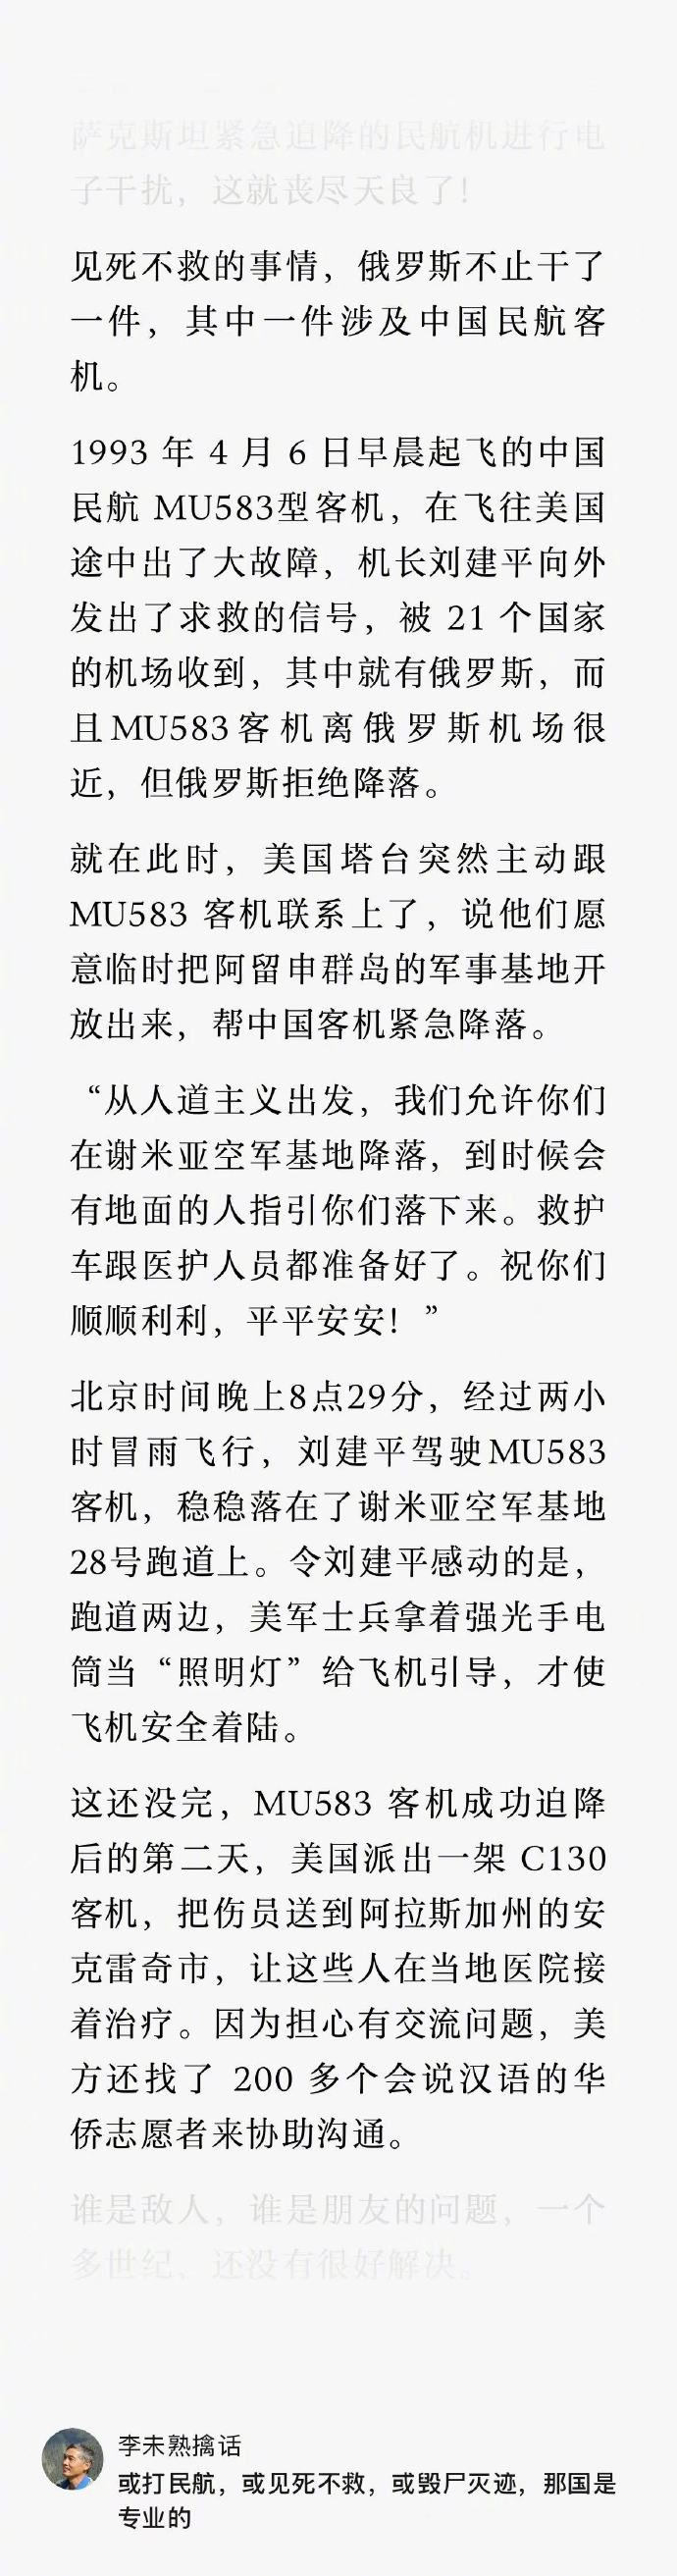 萨克斯坦紧急迫降的民航机进行电
子干扰，这就丧尽天良了！
见死不救的事情，俄罗斯不止干了
一件，其中一件涉及中国民航客
机。
1993 年 4 月 6 日早晨起飞的中国
民航 MU583型客机，在飞往美国
途中出了大故障，机长刘建平向外
发出了求救的信号，被 21 个国家
的机场收到，其中就有俄罗斯，而
且MU583客机离俄罗斯机场很
近，但俄罗斯拒绝降落。
就在此时，美国塔台突然主动跟
MU583 客机联系上了，说他们愿
意临时把阿留申群岛的军事基地开
放出来，帮中国客机紧急降落。
“从人道主义出发，我们允许你们
在谢米亚空军基地降落，到时候会
有地面的人指引你们落下来。救护
车跟医护人员都准备好了。祝你们
顺顺利利，平平安安！”
北京时间晚上8点29分，经过两小
时冒雨飞行，刘建平驾驶MU583
客机，稳稳落在了谢米亚空军基地
28号跑道上。令刘建平感动的是，
跑道两边，美军士兵拿着强光手电
筒当“照明灯”给飞机引导，才使
飞机安全着陆。
这还没完，MU583 客机成功迫降
后的第二天，美国派出一架 C130
客机，把伤员送到阿拉斯加州的安
克雷奇市，让这些人在当地医院接
着治疗。因为担心有交流问题，美
方还找了 200 多个会说汉语的华
侨志愿者来协助沟通。
谁是敌人，谁是朋友的问题，一个
多世纪，还没有很好解决。
李未熟擒话
或打民航，或见死不救，或毁尸灭迹，那国是
专业的